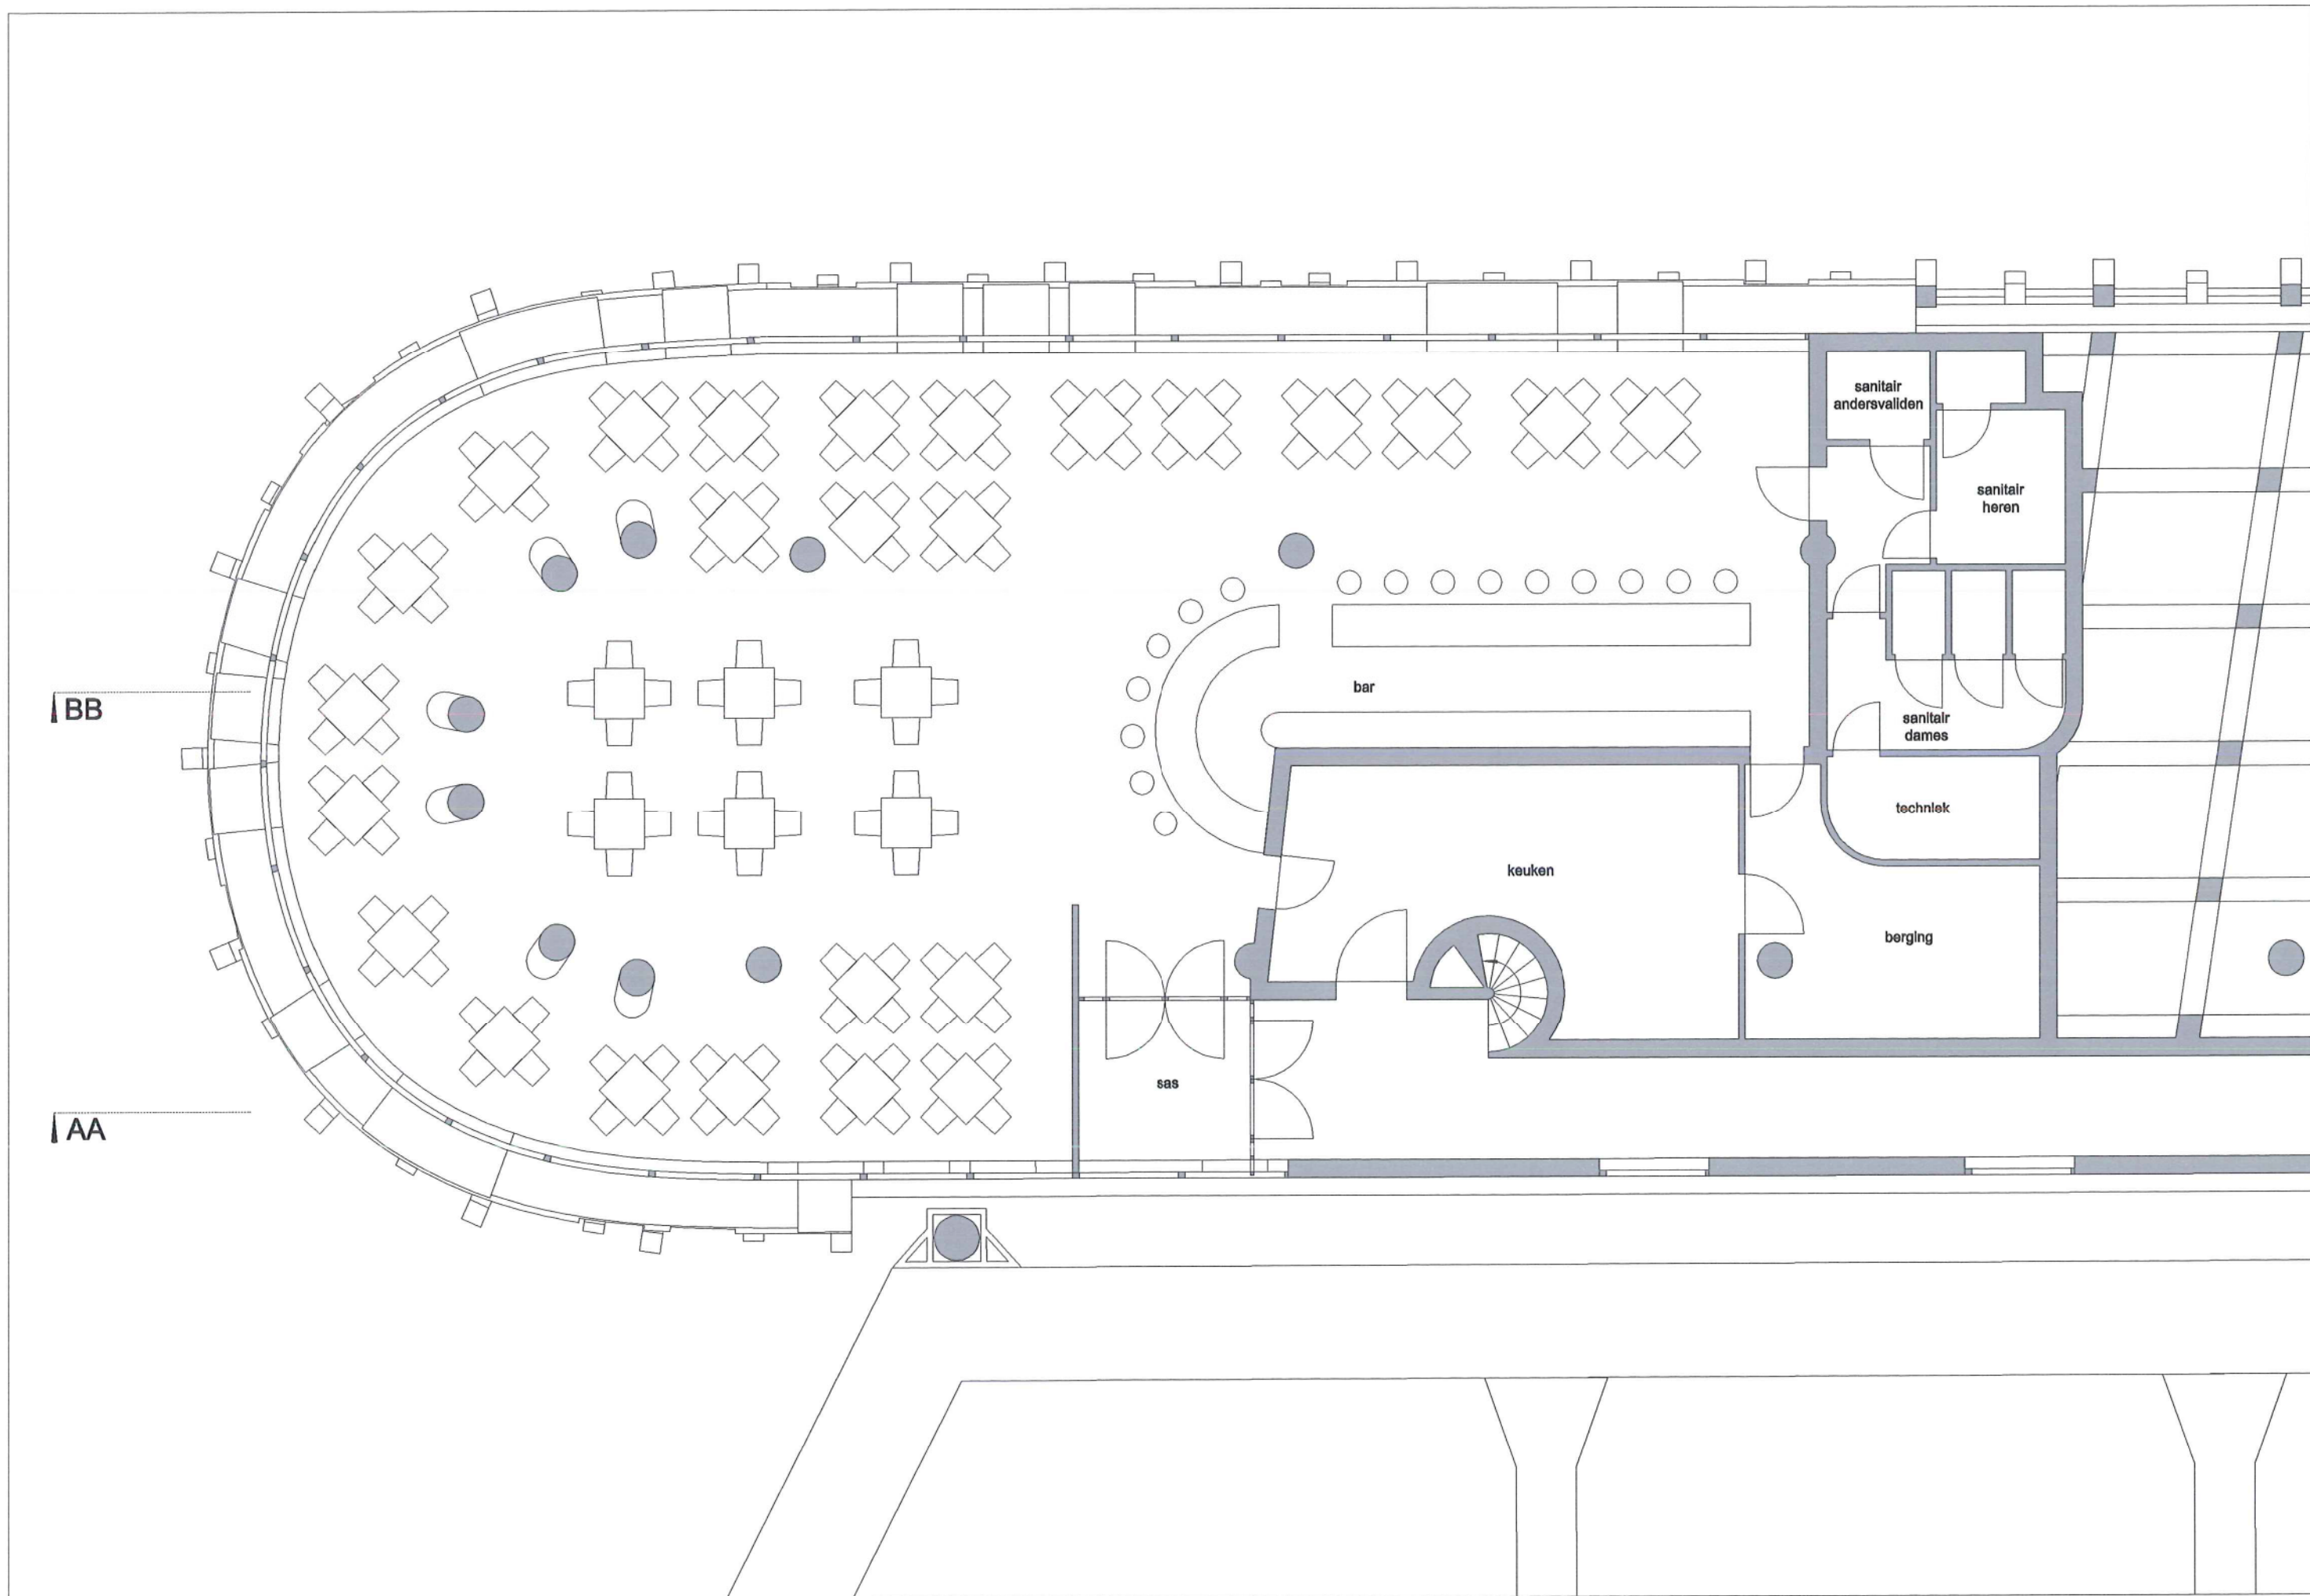 sanitair
andersvaliden
sanitair
heren
bar
BB
sanitair
dames
techniek
keuken
berging
sas
AA